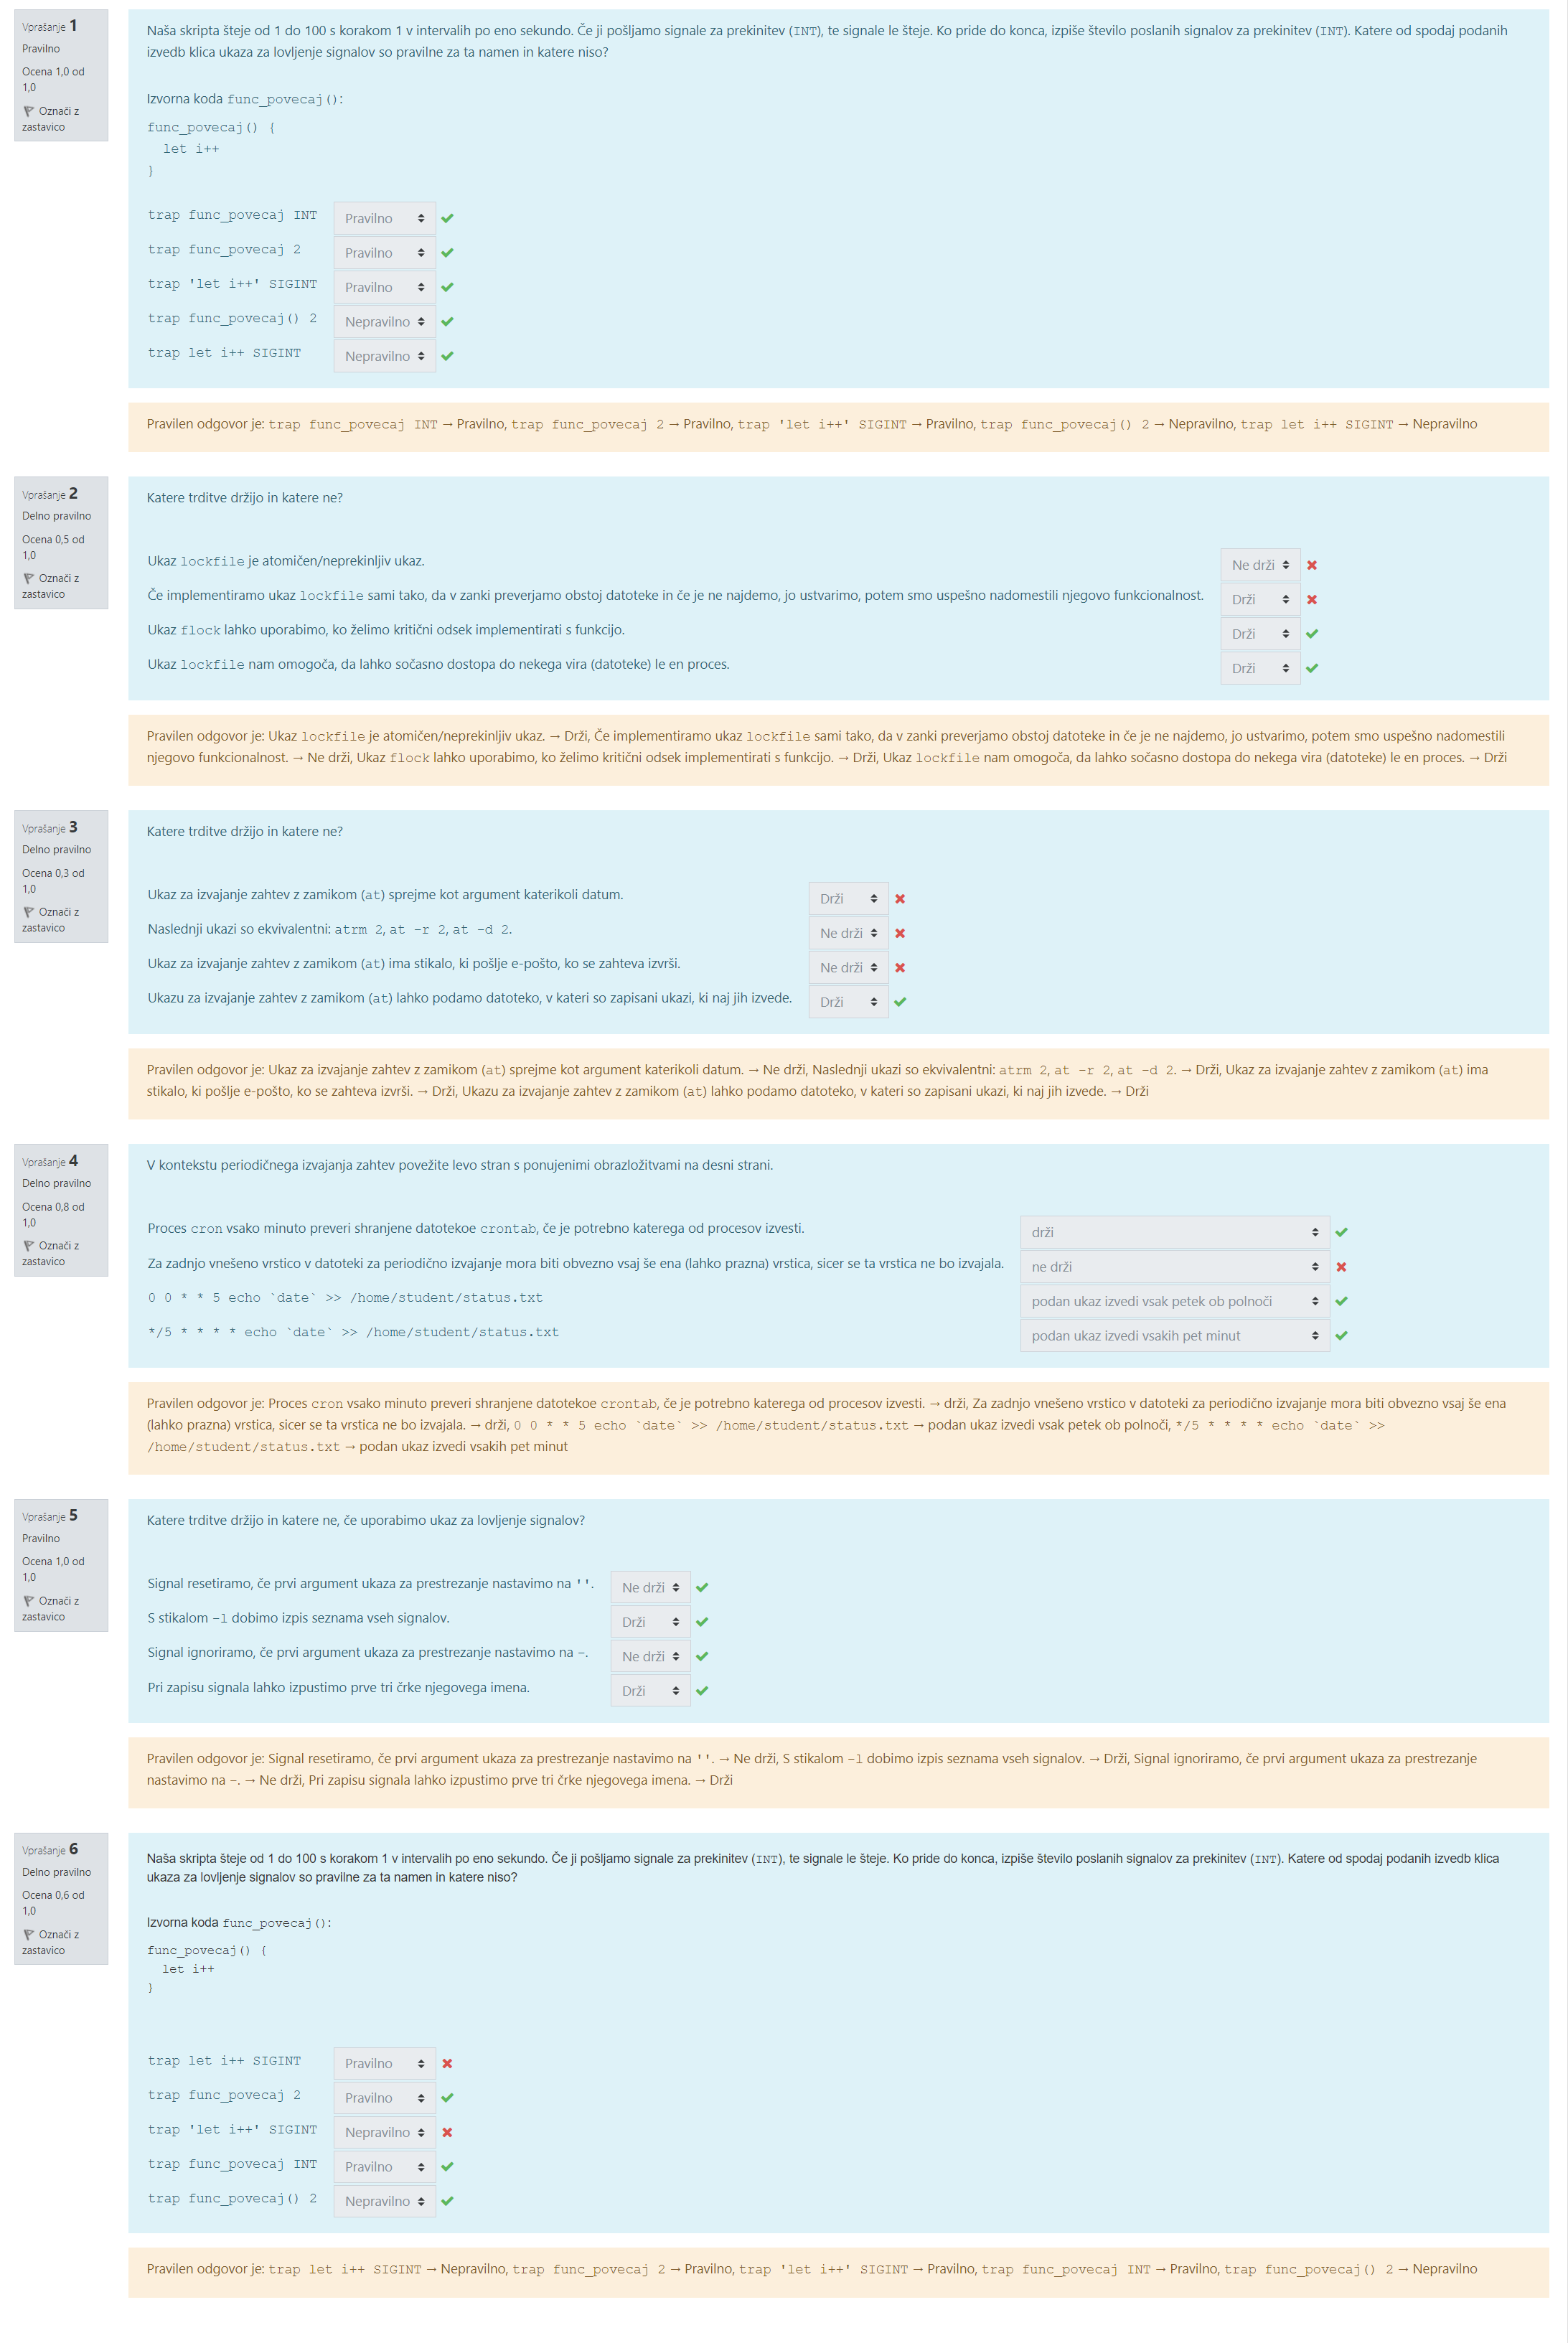 Vprašanje 1
Pravilno
Ocena 1,0 od
1,0
Označi z
zastavico
Naša skripta šteje od 1 do 100 s korakom 1 v intervalih po eno sekundo. Če ji pošljamo signale za prekinitev (INT), te signale le šteje. Ko pride do konca, izpiše število poslanih signalov za prekinitev (INT). Katere od spodaj podanih
izvedb klica ukaza za lovljenje signalov so pravilne za ta namen in katere niso?
Izvorna koda func_povecaj():
func_povecaj() {
let i++
}
trap func_povecaj INT Pravilno
trap func_povecaj 2 Pravilno
trap 'let i++' SIGINT Pravilno
trap func_povecaj() 2 Nepravilno
trap let i++ SIGINT Nepravilno
Pravilen odgovor je: trap func_povecaj INT → Pravilno, trap func_povecaj 2 → Pravilno, trap 'let i++' SIGINT → Pravilno, trap func_povecaj() 2 → Nepravilno, trap let i++ SIGINT → Nepravilno
Vprašanje 2
Delno pravilno
Ocena 0,5 od
1,0
Označi z
zastavico
Katere trditve držijo in katere ne?
Ukaz lockfile je atomičen/neprekinljiv ukaz. Ne drži
Če implementiramo ukaz lockfile sami tako, da v zanki preverjamo obstoj datoteke in če je ne najdemo, jo ustvarimo, potem smo uspešno nadomestili njegovo funkcionalnost. Drži
Ukaz flock lahko uporabimo, ko želimo kritični odsek implementirati s funkcijo. Drži
Ukaz lockfile nam omogoča, da lahko sočasno dostopa do nekega vira (datoteke) le en proces. Drži
Pravilen odgovor je: Ukaz lockfile je atomičen/neprekinljiv ukaz. → Drži, Če implementiramo ukaz lockfile sami tako, da v zanki preverjamo obstoj datoteke in če je ne najdemo, jo ustvarimo, potem smo uspešno nadomestili
njegovo funkcionalnost. → Ne drži, Ukaz flock lahko uporabimo, ko želimo kritični odsek implementirati s funkcijo. → Drži, Ukaz lockfile nam omogoča, da lahko sočasno dostopa do nekega vira (datoteke) le en proces. → Drži
Vprašanje 3
Delno pravilno
Ocena 0,3 od
1,0
Označi z
zastavico
Katere trditve držijo in katere ne?
Ukaz za izvajanje zahtev z zamikom (at) sprejme kot argument katerikoli datum. Drži
Naslednji ukazi so ekvivalentni: atrm 2, at -r 2, at -d 2. Ne drži
Ukaz za izvajanje zahtev z zamikom (at) ima stikalo, ki pošlje e-pošto, ko se zahteva izvrši. Ne drži
Ukazu za izvajanje zahtev z zamikom (at) lahko podamo datoteko, v kateri so zapisani ukazi, ki naj jih izvede. Drži
Pravilen odgovor je: Ukaz za izvajanje zahtev z zamikom (at) sprejme kot argument katerikoli datum. → Ne drži, Naslednji ukazi so ekvivalentni: atrm 2, at -r 2, at -d 2. → Drži, Ukaz za izvajanje zahtev z zamikom (at) ima
stikalo, ki pošlje e-pošto, ko se zahteva izvrši. → Drži, Ukazu za izvajanje zahtev z zamikom (at) lahko podamo datoteko, v kateri so zapisani ukazi, ki naj jih izvede. → Drži
Vprašanje 4
Delno pravilno
Ocena 0,8 od
1,0
Označi z
zastavico
V kontekstu periodičnega izvajanja zahtev povežite levo stran s ponujenimi obrazložitvami na desni strani.
Proces cron vsako minuto preveri shranjene datotekoe crontab, če je potrebno katerega od procesov izvesti. drži
Za zadnjo vnešeno vrstico v datoteki za periodično izvajanje mora biti obvezno vsaj še ena (lahko prazna) vrstica, sicer se ta vrstica ne bo izvajala. ne drži
0 0 * * 5 echo `date` >> /home/student/status.txt podan ukaz izvedi vsak petek ob polnoči
*/5 * * * * echo `date` >> /home/student/status.txt podan ukaz izvedi vsakih pet minut
Pravilen odgovor je: Proces cron vsako minuto preveri shranjene datotekoe crontab, če je potrebno katerega od procesov izvesti. → drži, Za zadnjo vnešeno vrstico v datoteki za periodično izvajanje mora biti obvezno vsaj še ena
(lahko prazna) vrstica, sicer se ta vrstica ne bo izvajala. → drži, 0 0 * * 5 echo `date` >> /home/student/status.txt → podan ukaz izvedi vsak petek ob polnoči, */5 * * * * echo `date` >>
/home/student/status.txt → podan ukaz izvedi vsakih pet minut
Vprašanje 5
Pravilno
Ocena 1,0 od
1,0
Označi z
zastavico
Katere trditve držijo in katere ne, če uporabimo ukaz za lovljenje signalov?
Signal resetiramo, če prvi argument ukaza za prestrezanje nastavimo na ''. Ne drži
S stikalom -l dobimo izpis seznama vseh signalov. Drži
Signal ignoriramo, če prvi argument ukaza za prestrezanje nastavimo na -. Ne drži
Pri zapisu signala lahko izpustimo prve tri črke njegovega imena. Drži
Pravilen odgovor je: Signal resetiramo, če prvi argument ukaza za prestrezanje nastavimo na ''. → Ne drži, S stikalom -l dobimo izpis seznama vseh signalov. → Drži, Signal ignoriramo, če prvi argument ukaza za prestrezanje
nastavimo na -. → Ne drži, Pri zapisu signala lahko izpustimo prve tri črke njegovega imena. → Drži
Vprašanje 6
Delno pravilno
Ocena 0,6 od
1,0
Označi z
zastavico
Naša skripta šteje od 1 do 100 s korakom 1 v intervalih po eno sekundo. Če ji pošljamo signale za prekinitev (INT), te signale le šteje. Ko pride do konca, izpiše število poslanih signalov za prekinitev (INT). Katere od spodaj podanih izvedb klica
ukaza za lovljenje signalov so pravilne za ta namen in katere niso?
Izvorna koda func_povecaj():
func_povecaj() {
let i++
}
trap let i++ SIGINT Pravilno
trap func_povecaj 2 Pravilno
trap 'let i++' SIGINT Nepravilno
trap func_povecaj INT Pravilno
trap func_povecaj() 2 Nepravilno
Pravilen odgovor je: trap let i++ SIGINT → Nepravilno, trap func_povecaj 2 → Pravilno, trap 'let i++' SIGINT → Pravilno, trap func_povecaj INT → Pravilno, trap func_povecaj() 2 → Nepravilno